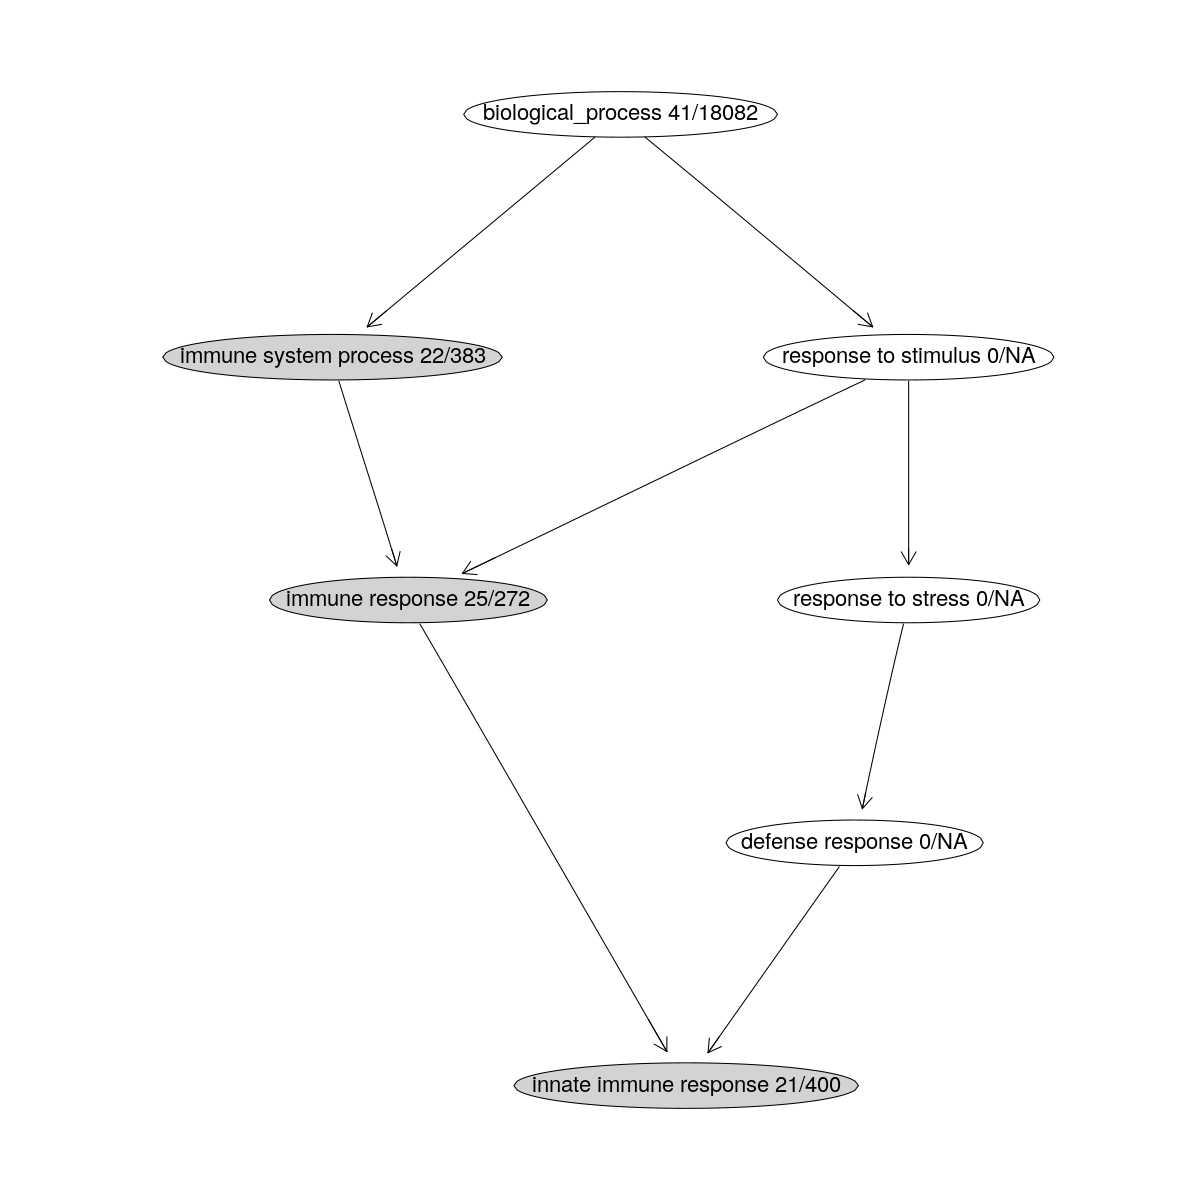 biological_process 41/18082
immune system process 22/383
response to stimulus 0/NA
immune response 25/272
response to stress 0/NA
defense response 0/NA
innate immune response 21/400